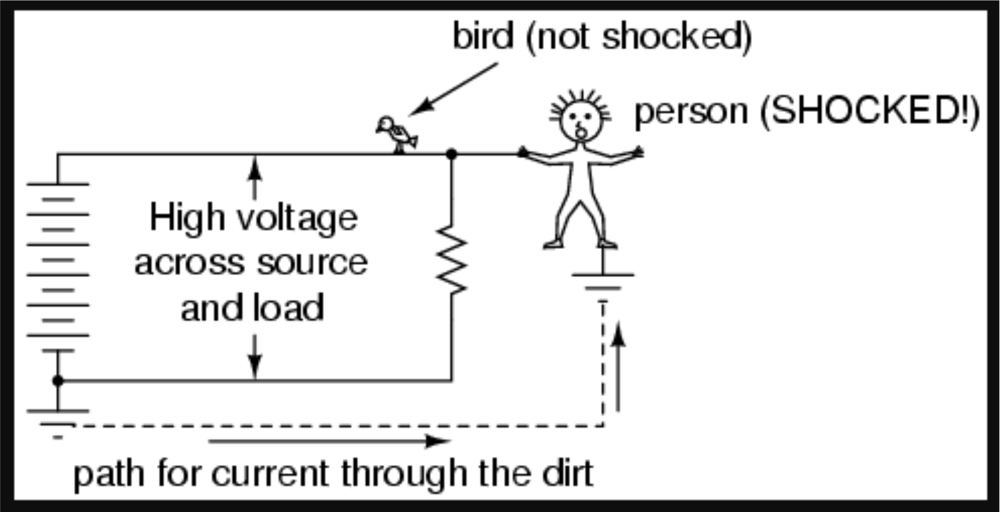 bird (not shocked)
person (SHOCKED!)
High voltage
across source
and load
path for current through the dirt